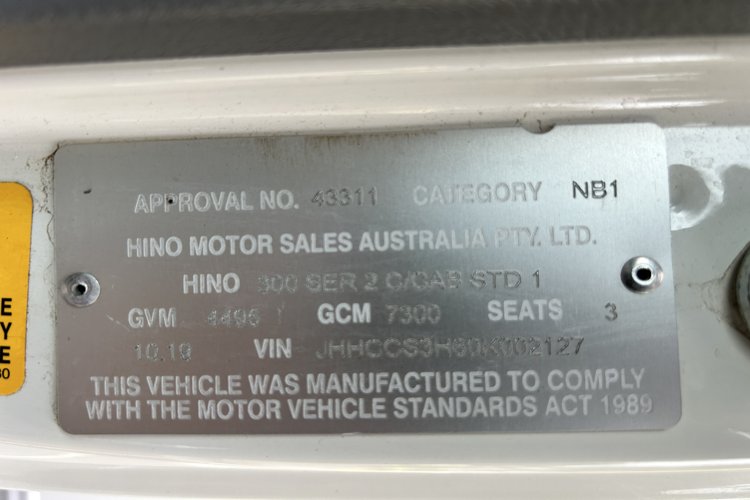 APPROVAL NO. 43311 CATEGORY NB1
HINO MOTOR SALES AUSTRALIA PTY. LTD.
HINO 300 SER 2 C/CAB STD 1
GVM 4495 GCM 7300 SEATS 3
10.19 VIN JHHCCS3H60K002127
THIS VEHICLE WAS MANUFACTURED TO COMPLY
WITH THE MOTOR VEHICLE STANDARDS ACT 1989